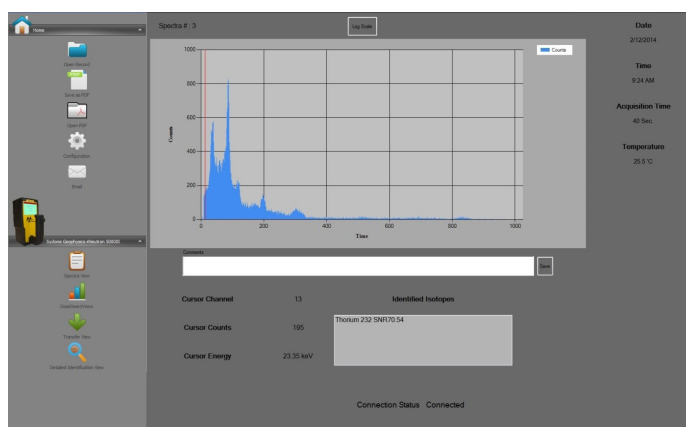 Home
Open Record
Save as PDF
Open PDF
Configuration
Email
Spectra View
Transfer View
Detailed Identification View
Spectra # : 3
Log Scale
Counts
1000
800
600
400
200
0
Counts
0
200
400
600
800
1000
Time
Comments
Save
Cursor Channel
13
Identified Isotopes
Cursor Counts
195
Thorium 232 SNR70.54
Cursor Energy
23.35 keV
Connection Status Connected
Date
2/12/2014
Time
9:24 AM
Acquisition Time
40 Sec.
Temperature
25.5 °C